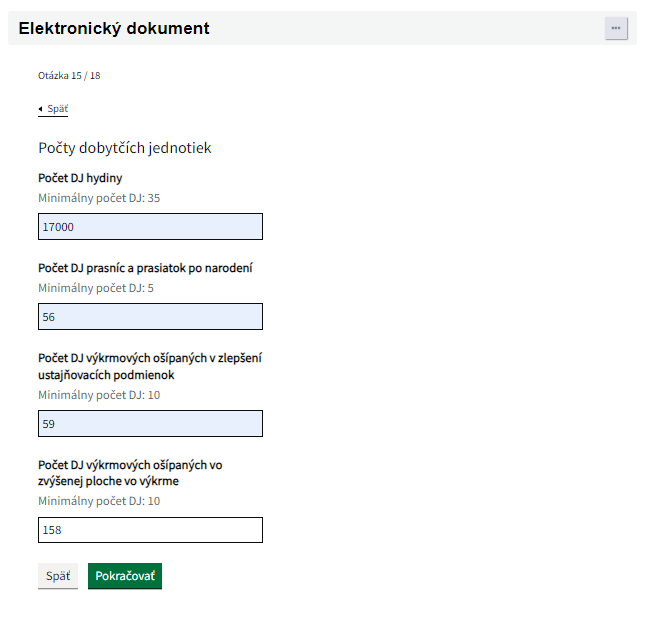 Elektronický dokument
Otázka 15 / 18
Späť
Počty dobytčích jednotiek
Počet DJ hydiny
Minimálny počet DJ: 35
17000
Počet DJ prasníc a prasiatok po narodení
Minimálny počet DJ: 5
56
Počet DJ výkrmových ošípaných v zlepšení
ustajňovacích podmienok
Minimálny počet DJ: 10
59
Počet DJ výkrmových ošípaných vo
zvýšenej ploche vo výkrme
Minimálny počet DJ: 10
158
Späť Pokračovať